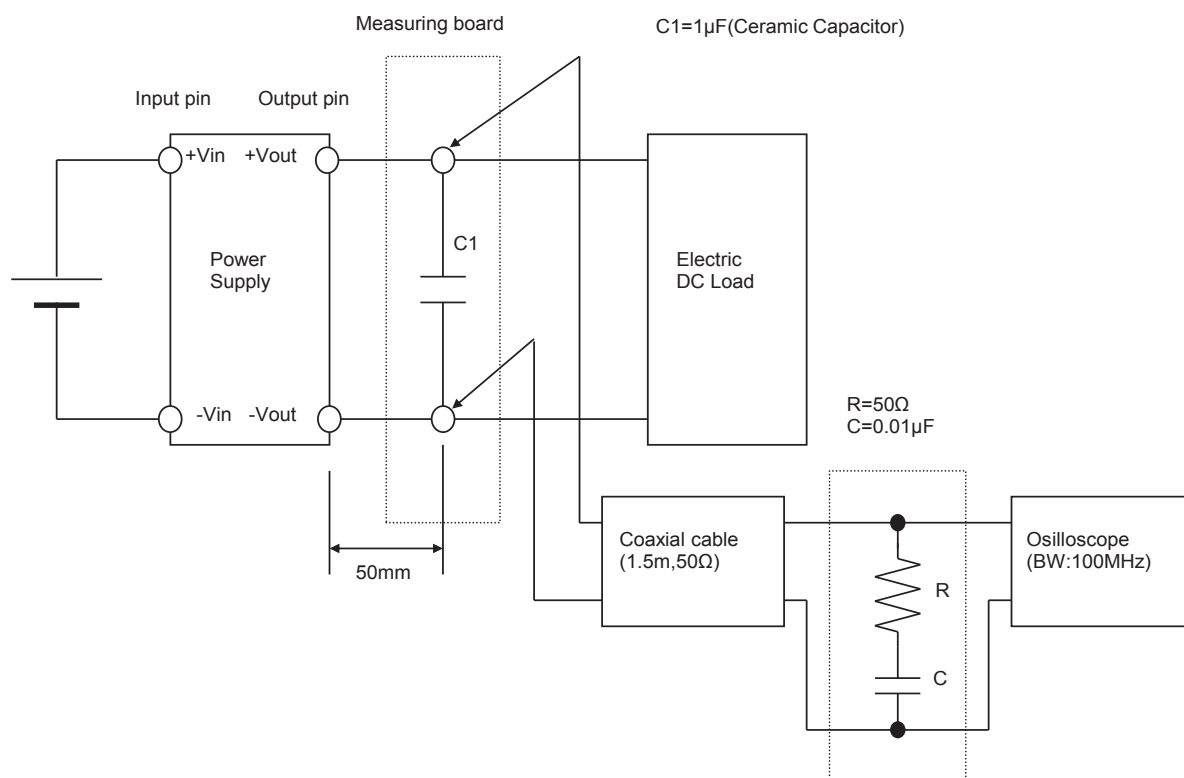 Measuring board
C1=1µF(Ceramic Capacitor)
Input pin
Output pin
+Vin
+Vout
C1
Power
Supply
Electric
DC Load
-Vin
-Vout
R=50Ω
C=0.01µF
50mm
Coaxial cable
(1.5m,50Ω)
R
C
Osilloscope
(BW:100MHz)